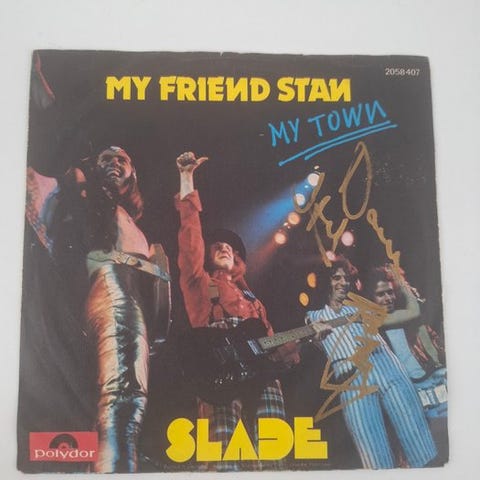 2058 407
MY FRIEND STAN
MY TOWN
SLADE
polydor